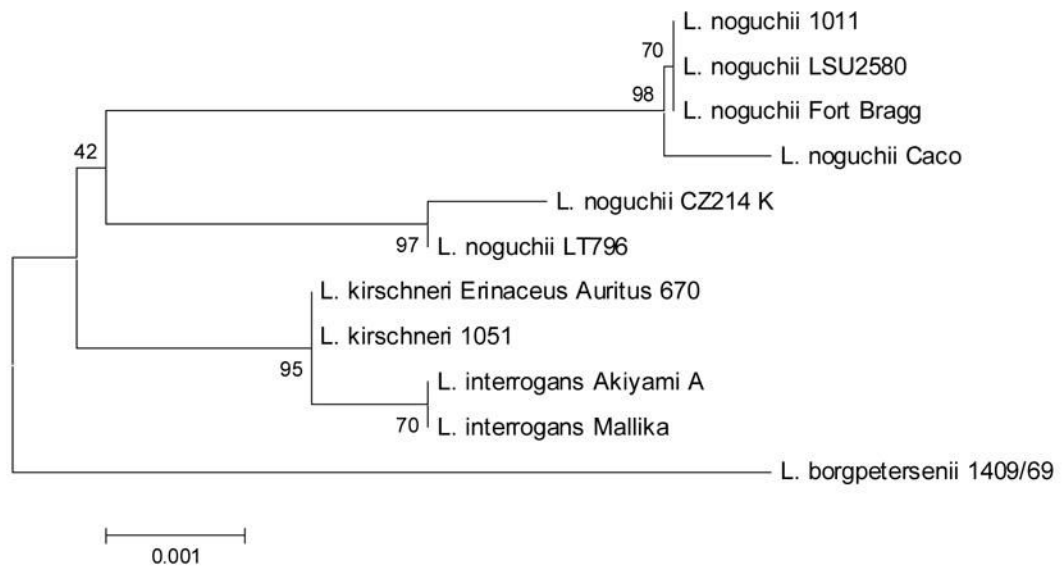 L. noguchii 1011
70
L. noguchii LSU2580
98
L. noguchii Fort Bragg
42
L. noguchii Caco
L. noguchii CZ214 K
97
L. noguchii LT796
L. kirschneri Erinaceus Auritus 670
L. kirschneri 1051
95
L. interrogans Akiyami A
70
L. interrogans Mallika
L. borgpetersenii 1409/69
0.001